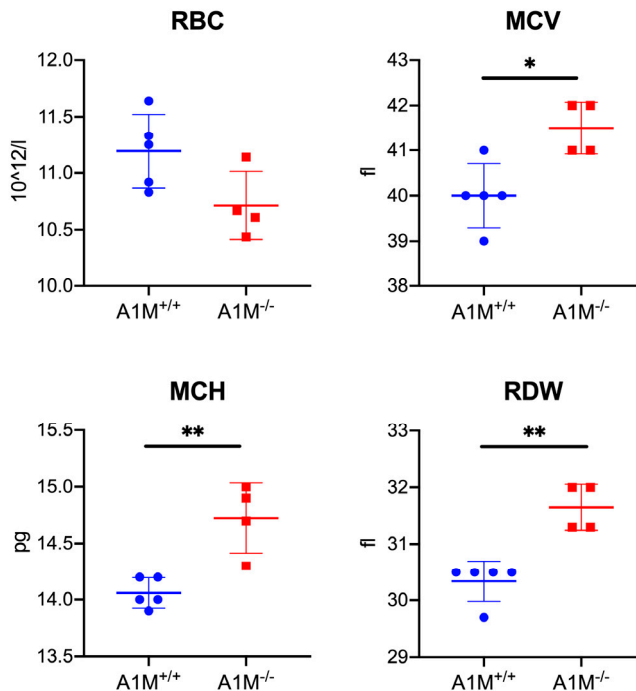 RBC
12.0
11.5
11.0
10.5
10.0
10^12/l
A1M+/+ A1M-/-
MCV
*
43
42
41
40
39
38
fl
A1M+/+ A1M-/-
MCH
**
15.5
15.0
14.5
14.0
13.5
pg
A1M+/+ A1M-/-
RDW
**
33
32
31
30
29
fl
A1M+/+ A1M-/-